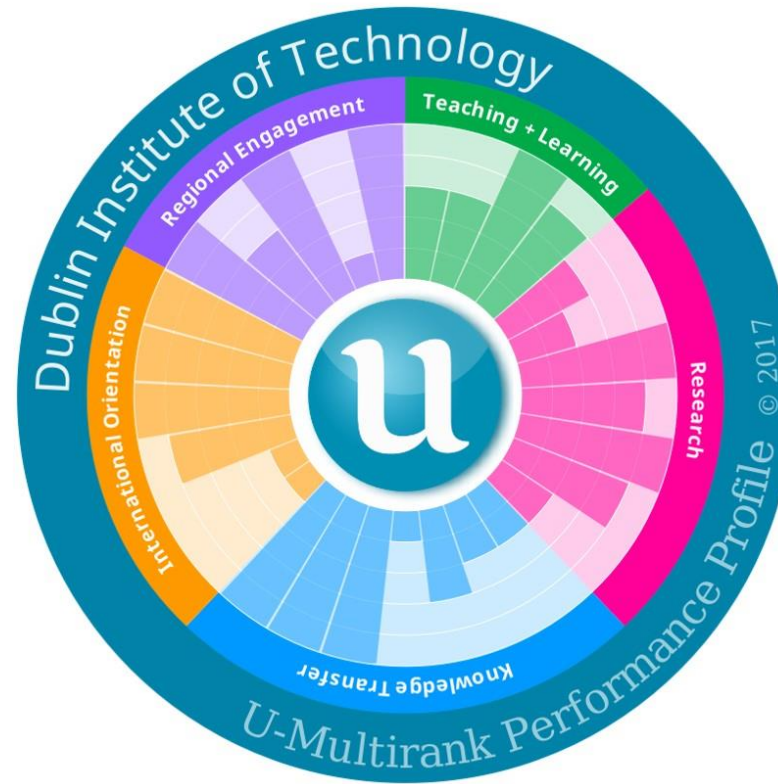 Dublin Institute of Technology
Teaching + Learning
Research
Knowledge Transfer
International Orientation
Regional Engagement
u
U-Multirank Performance Profile © 2017